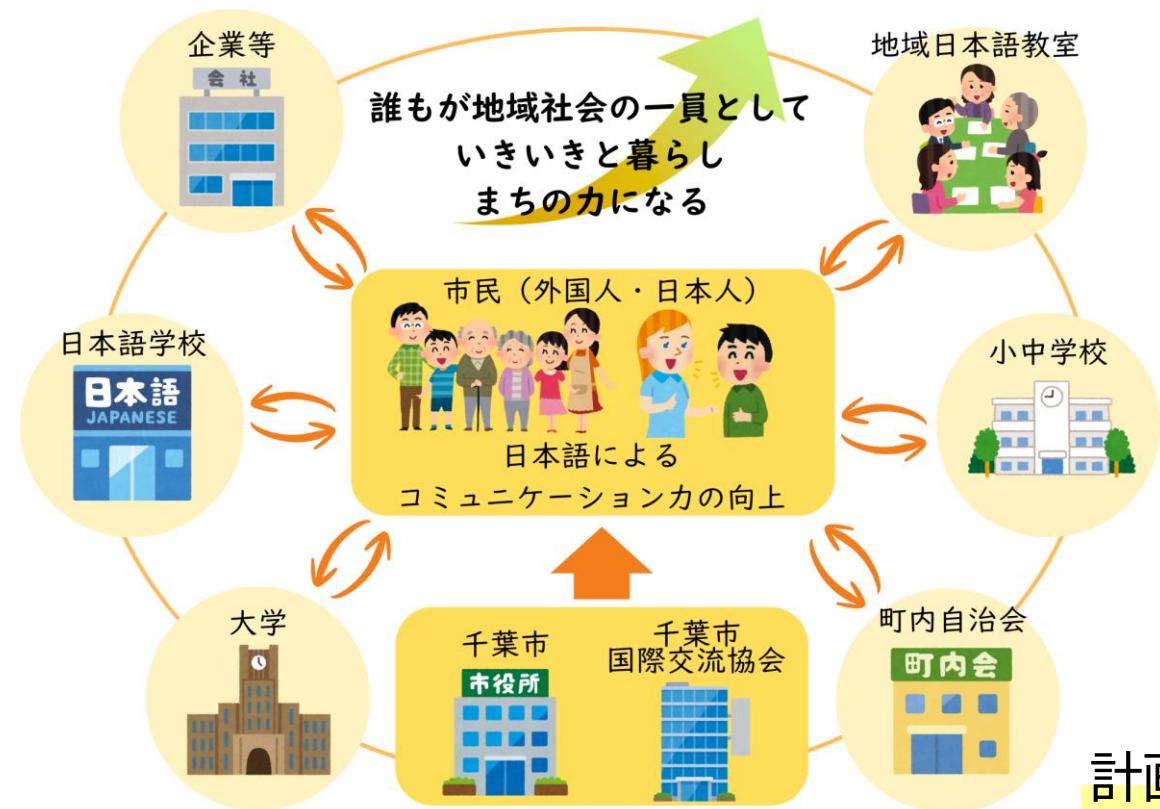 企業等
会社
地域日本語教室
誰もが地域社会の一員として
いきいきと暮らし
まちの力になる
市民（外国人・日本人）
日本語学校
日本語
JAPANESE
小中学校
日本語による
コミュニケーション力の向上
大学
千葉市
市役所
千葉市
国際交流協会
町内自治会
町内会
計画